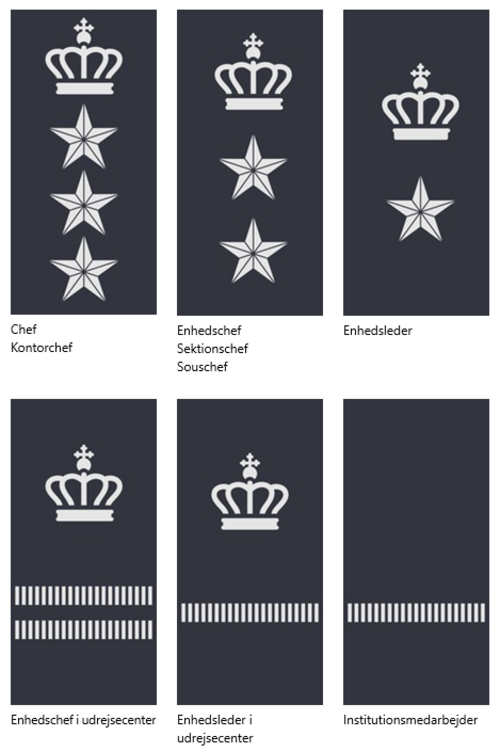 Chef
Kontorchef
Enhedschef
Sektionschef
Souschef
Enhedsleder
Enhedschef i udrejsecenter
Enhedsleder i
udrejsecenter
Institutionsmedarbejder